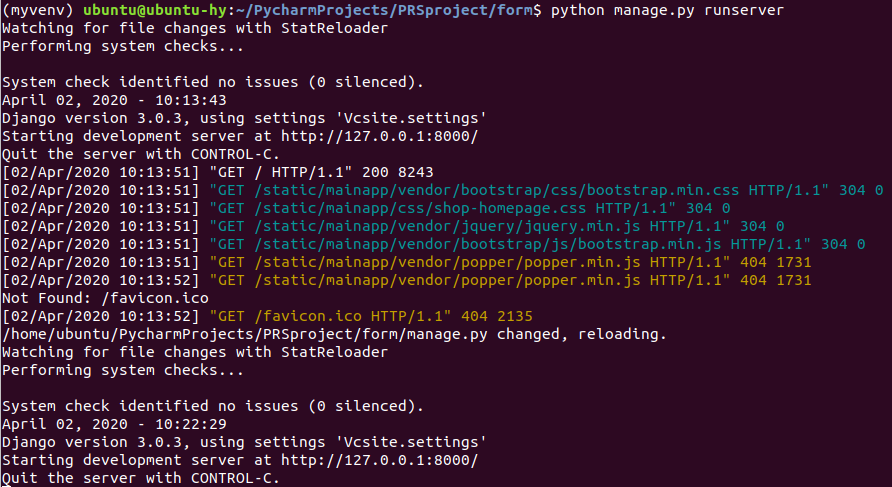 (myvenv) ubuntu@ubuntu-hy:~/PycharmProjects/PRSproject/form$ python manage.py runserver
Watching for file changes with StatReloader
Performing system checks...
System check identified no issues (0 silenced).
April 02, 2020 - 10:13:43
Django version 3.0.3, using settings 'Vcsite.settings'
Starting development server at http://127.0.0.1:8000/
Quit the server with CONTROL-C.
[02/Apr/2020 10:13:51] "GET / HTTP/1.1" 200 8243
[02/Apr/2020 10:13:51] "GET /static/mainapp/vendor/bootstrap/css/bootstrap.min.css HTTP/1.1" 304 0
[02/Apr/2020 10:13:51] "GET /static/mainapp/css/shop-homepage.css HTTP/1.1" 304 0
[02/Apr/2020 10:13:51] "GET /static/mainapp/vendor/jquery/jquery.min.js HTTP/1.1" 304 0
[02/Apr/2020 10:13:51] "GET /static/mainapp/vendor/bootstrap/js/bootstrap.min.js HTTP/1.1" 304 0
[02/Apr/2020 10:13:51] "GET /static/mainapp/vendor/popper/popper.min.js HTTP/1.1" 404 1731
[02/Apr/2020 10:13:52] "GET /static/mainapp/vendor/popper/popper.min.js HTTP/1.1" 404 1731
Not Found: /favicon.ico
[02/Apr/2020 10:13:52] "GET /favicon.ico HTTP/1.1" 404 2135
/home/ubuntu/PycharmProjects/PRSproject/form/manage.py changed, reloading.
Watching for file changes with StatReloader
Performing system checks...
System check identified no issues (0 silenced).
April 02, 2020 - 10:22:29
Django version 3.0.3, using settings 'Vcsite.settings'
Starting development server at http://127.0.0.1:8000/
Quit the server with CONTROL-C.